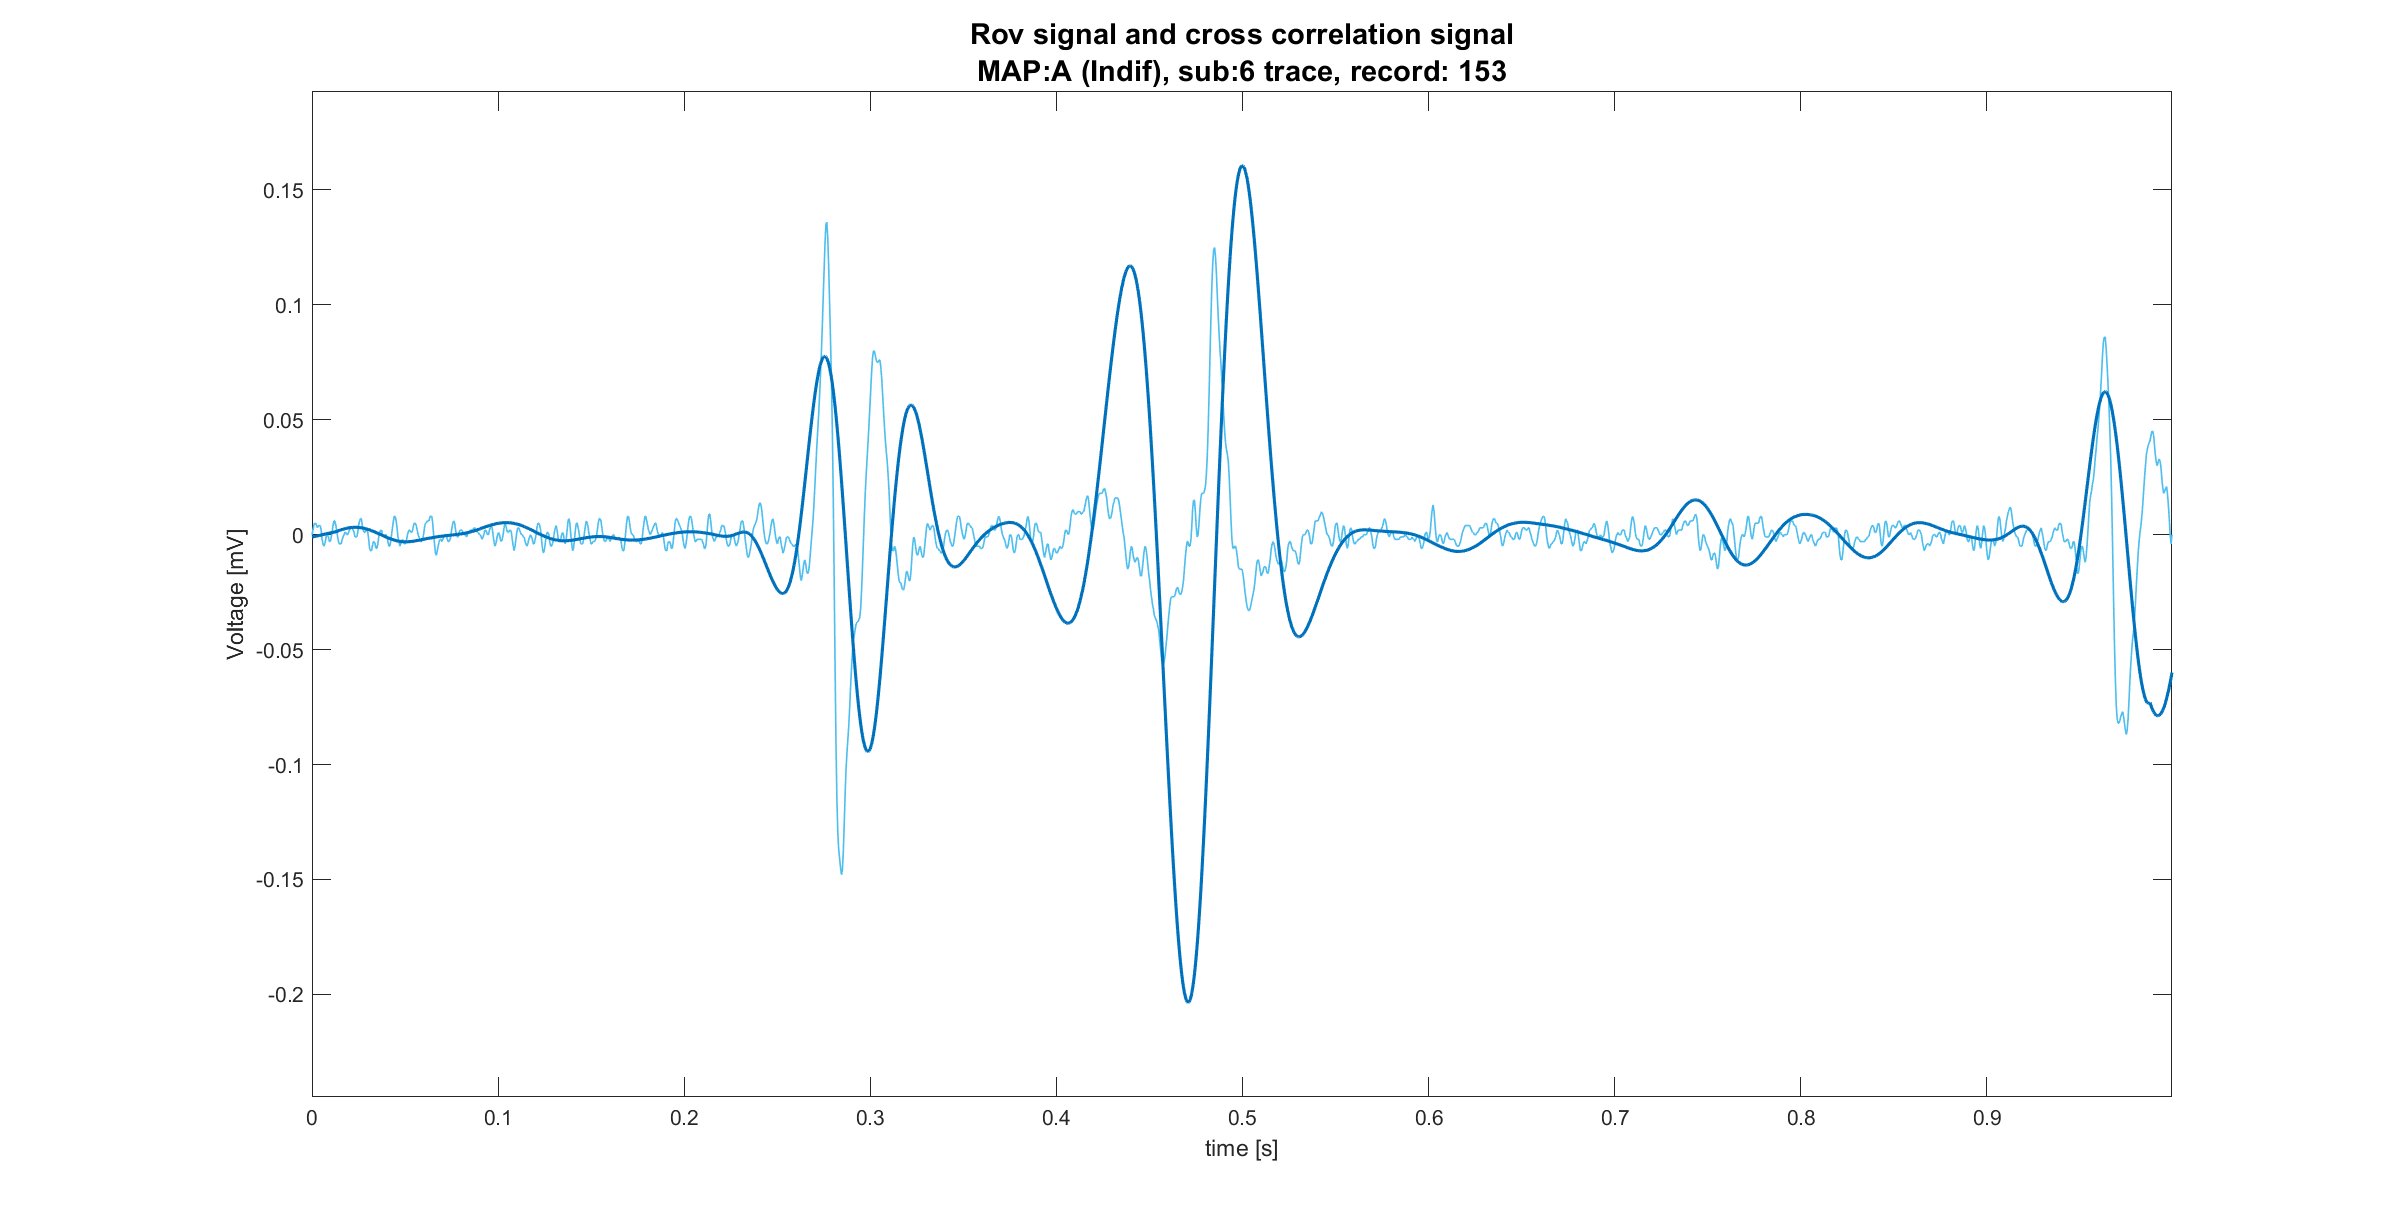 Rov signal and cross correlation signal
MAP:A (Indif), sub:6 trace, record: 153
0.15
0.1
0.05
0
-0.05
-0.1
-0.15
-0.2
Voltage [mV]
0 0.1 0.2 0.3 0.4 0.5 0.6 0.7 0.8 0.9
time [s]